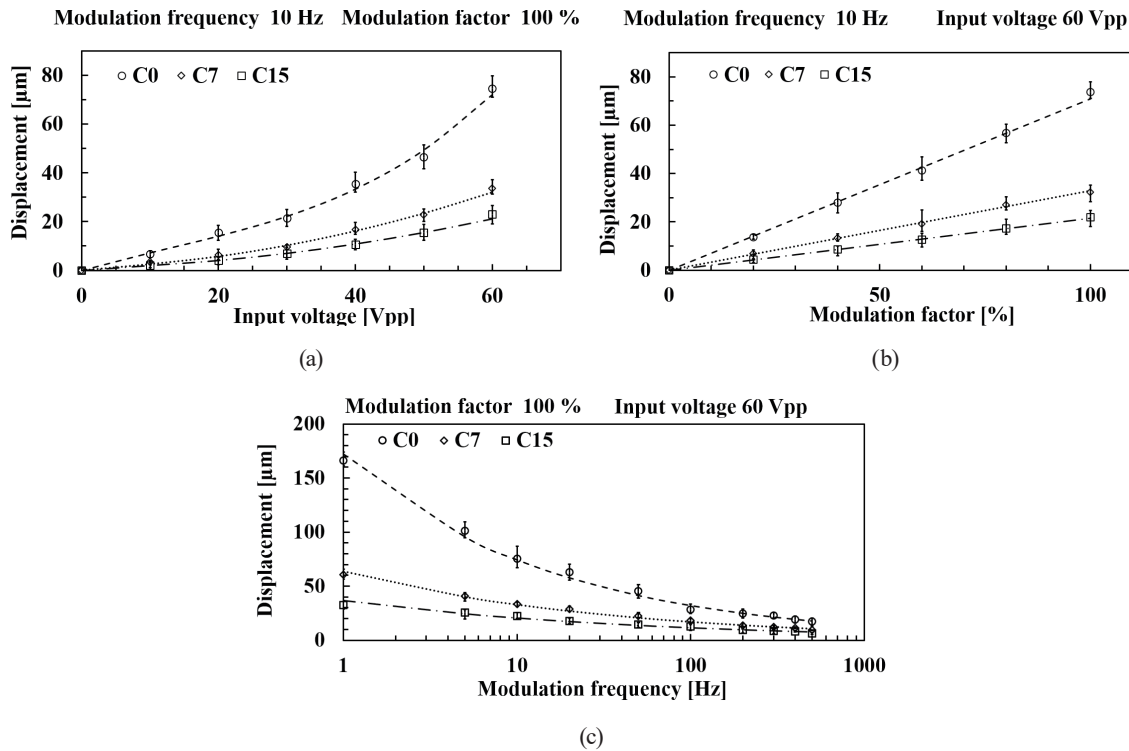 Modulation frequency 10 Hz Modulation factor 100 %
Displacement [µm]
80
60
40
20
0
C0 C7 C15
0 20 40 60
Input voltage [Vpp]
(a)
Modulation frequency 10 Hz Input voltage 60 Vpp
Displacement [µm]
80
60
40
20
0
C0 C7 C15
0 50 100
Modulation factor [%]
(b)
Modulation factor 100 % Input voltage 60 Vpp
Displacement [µm]
200
150
100
50
0
C0 C7 C15
1 10 100 1000
Modulation frequency [Hz]
(c)